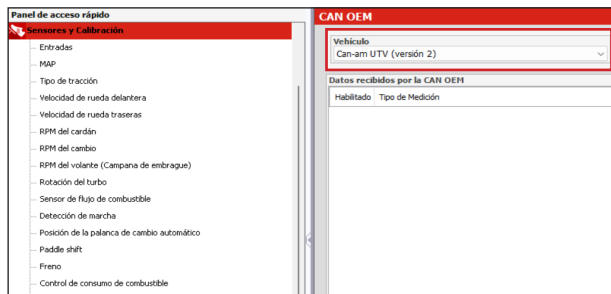 Panel de acceso rápido
Sensores y Calibración
Entradas
MAP
Tipo de tracción
Velocidad de rueda delantera
Velocidad de rueda traseras
RPM del cardán
RPM del cambio
RPM del volante (Campana de embrague)
Rotación del turbo
Sensor de flujo de combustible
Detección de marcha
Posición de la palanca de cambio automático
Paddle shift
Freno
Control de consumo de combustible
CAN OEM
Vehículo
Can-am UTV (versión 2)
Datos recibidos por la CAN OEM
Habilitado Tipo de Medición